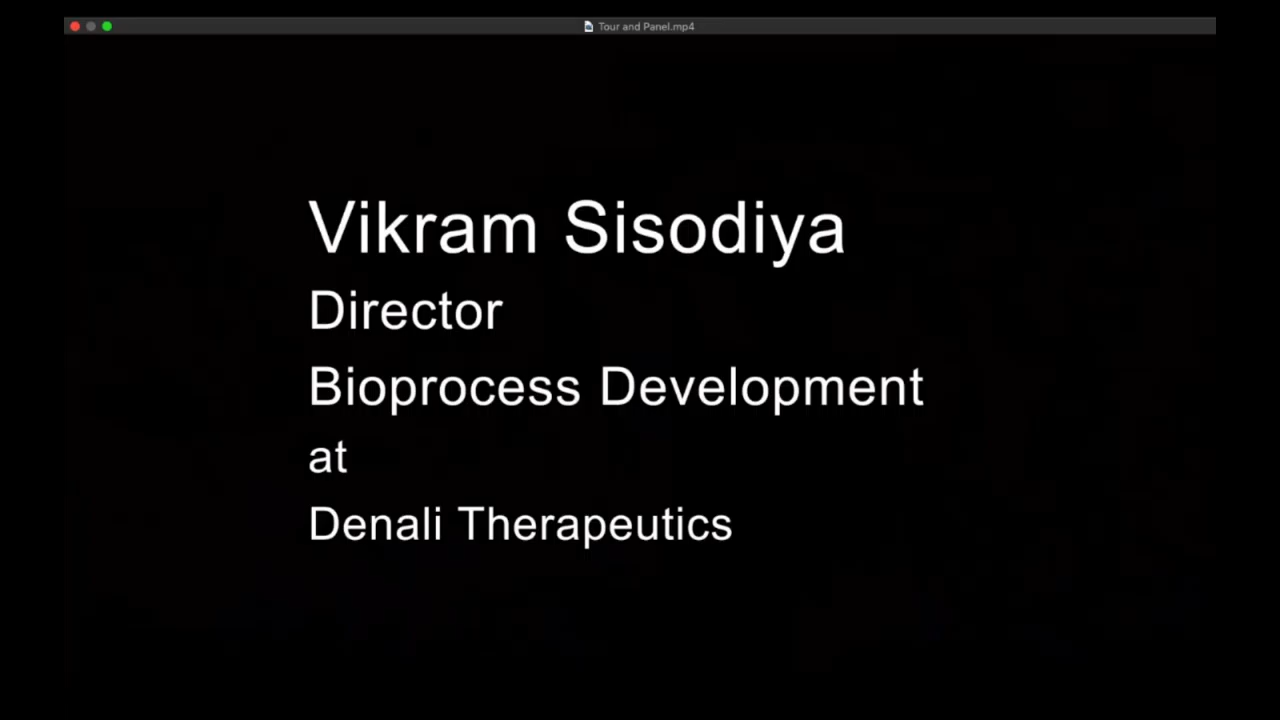 Tour and Panel.mp4
Vikram Sisodiya
Director
Bioprocess Development
at
Denali Therapeutics